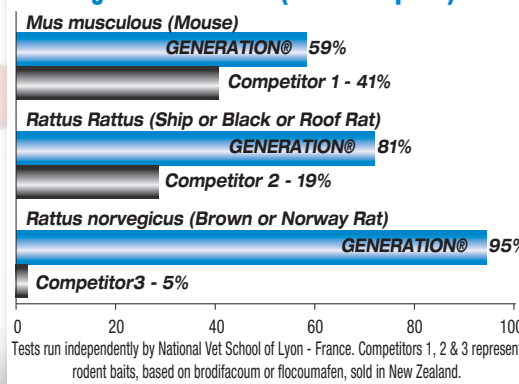 Mus musculous (Mouse)
GENERATION® 59%
Competitor 1 - 41%
Rattus Rattus (Ship or Black or Roof Rat)
GENERATION® 81%
Competitor 2 - 19%
Rattus norvegicus (Brown or Norway Rat)
GENERATION® 95%
Competitor3 - 5%
0 20 40 60 80 100
Tests run independently by National Vet School of Lyon - France. Competitors 1, 2 & 3 represent
rodent baits, based on brodifacoum or flocoumafen, sold in New Zealand.